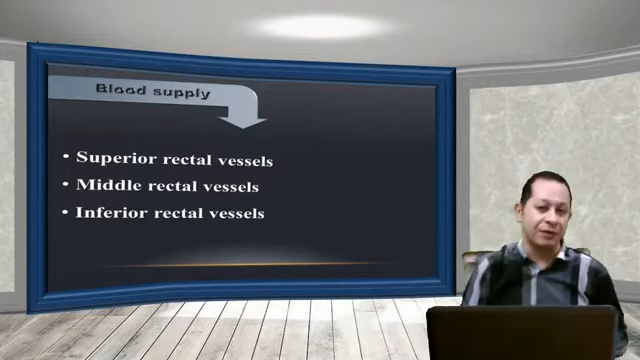 Blood supply
• Superior rectal vessels
• Middle rectal vessels
• Inferior rectal vessels